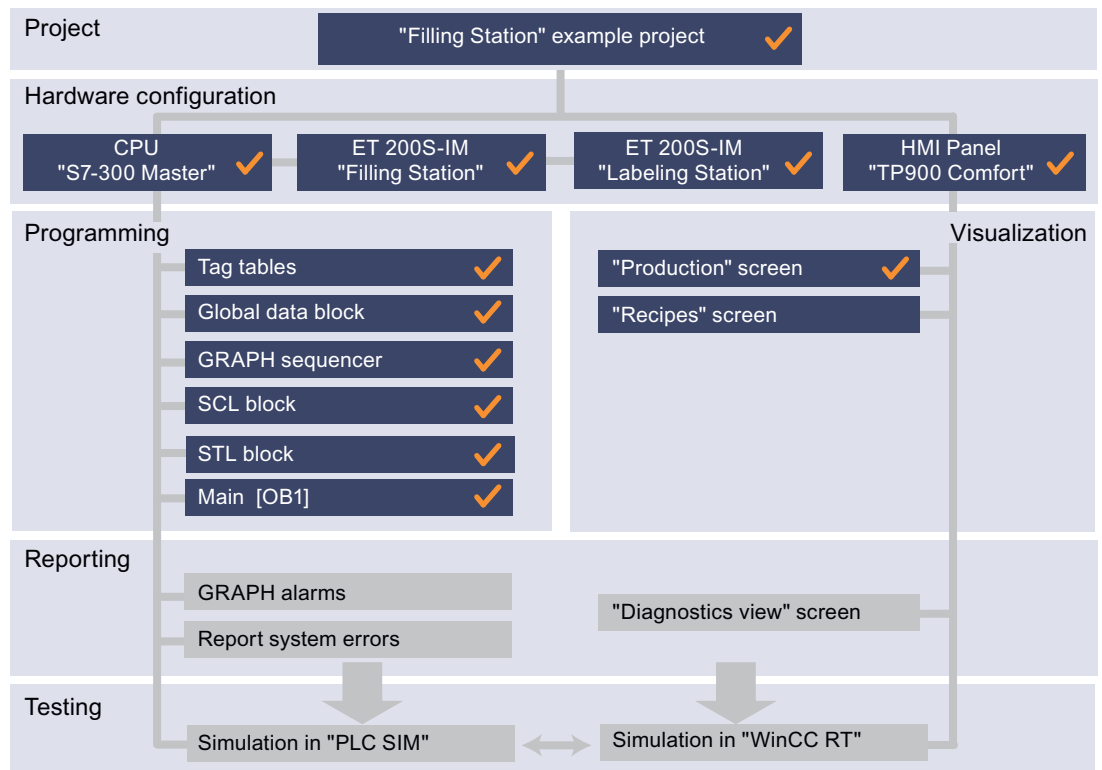 Project
"Filling Station" example project
Hardware configuration
CPU
"S7-300 Master"
ET 200S-IM
"Filling Station"
ET 200S-IM
"Labeling Station"
HMI Panel
"TP900 Comfort"
Programming
Tag tables
Global data block
GRAPH sequencer
SCL block
STL block
Main [OB1]
Visualization
"Production" screen
"Recipes" screen
Reporting
GRAPH alarms
Report system errors
"Diagnostics view" screen
Testing
Simulation in "PLC SIM"
Simulation in "WinCC RT"